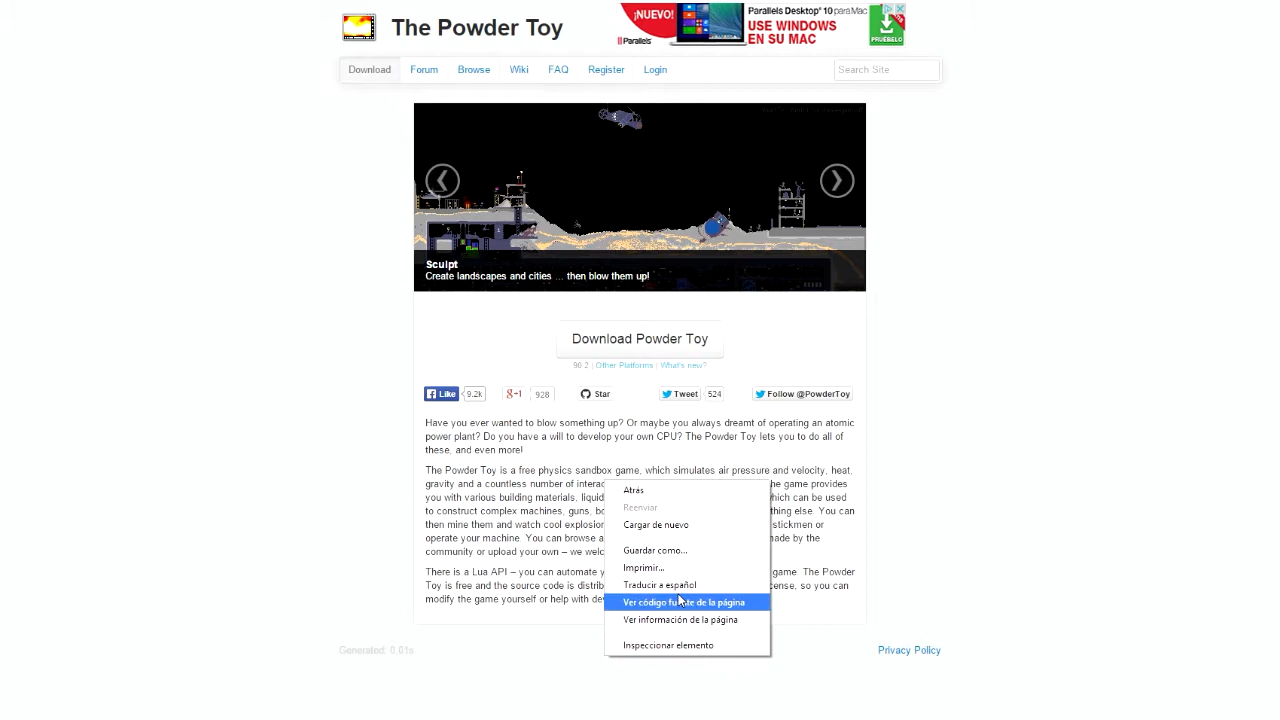 The Powder Toy
¡NUEVO!
Parallels
Parallels Desktop® 10 para Mac
USE WINDOWS
EN SU MAC
PRUÉBELO
Download Forum Browse Wiki FAQ Register Login
Search Site
Sculpt
Create landscapes and cities ... then blow them up!
Download Powder Toy
90.2 | Other Platforms | What's new?
Like 9.2k +1 928 Star Tweet 524 Follow @PowderToy
Have you ever wanted to blow something up? Or maybe you always dreamt of operating an atomic
power plant? Do you have a will to develop your own CPU? The Powder Toy lets you to do all of
these, and even more!
The Powder Toy is a free physics sandbox game, which simulates air pressure and velocity, heat,
gravity and a countless number of interac he game provides
you with various building materials, liquid which can be used
to construct complex machines, guns, bo thing else. You can
then mine them and watch cool explosion stickmen or
operate your machine. You can browse a made by the
community or upload your own – we welc
There is a Lua API – you can automate y game. The Powder
Toy is free and the source code is distrib cense, so you can
modify the game yourself or help with dev
Atrás
Reenviar
Cargar de nuevo
Guardar como...
Imprimir...
Traducir a español
Ver código fuente de la página
Ver información de la página
Inspeccionar elemento
Generated: 0.01s
Privacy Policy